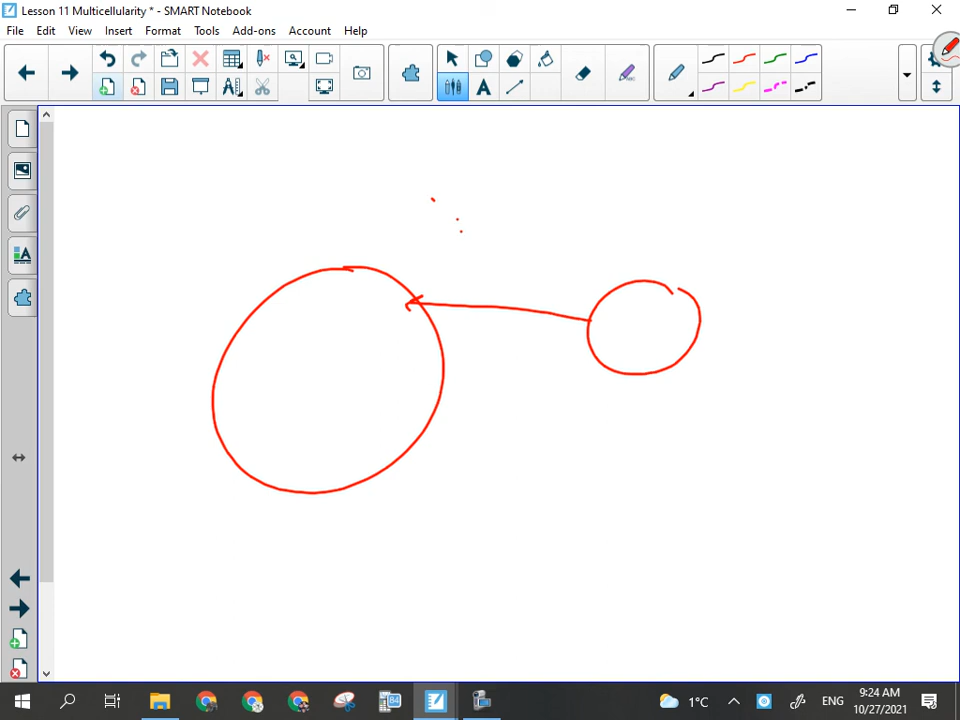 Lesson 11 Multicellularity * - SMART Notebook
File Edit View Insert Format Tools Add-ons Account Help
1°C ENG 9:24 AM
10/27/2021